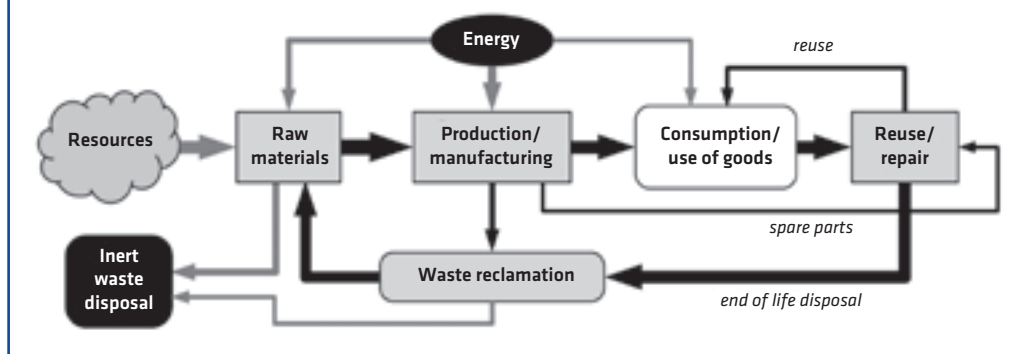 Energy
reuse
Resources
Raw
materials
Production/
manufacturing
Consumption/
use of goods
Reuse/
repair
spare parts
Inert
waste
disposal
Waste reclamation
end of life disposal